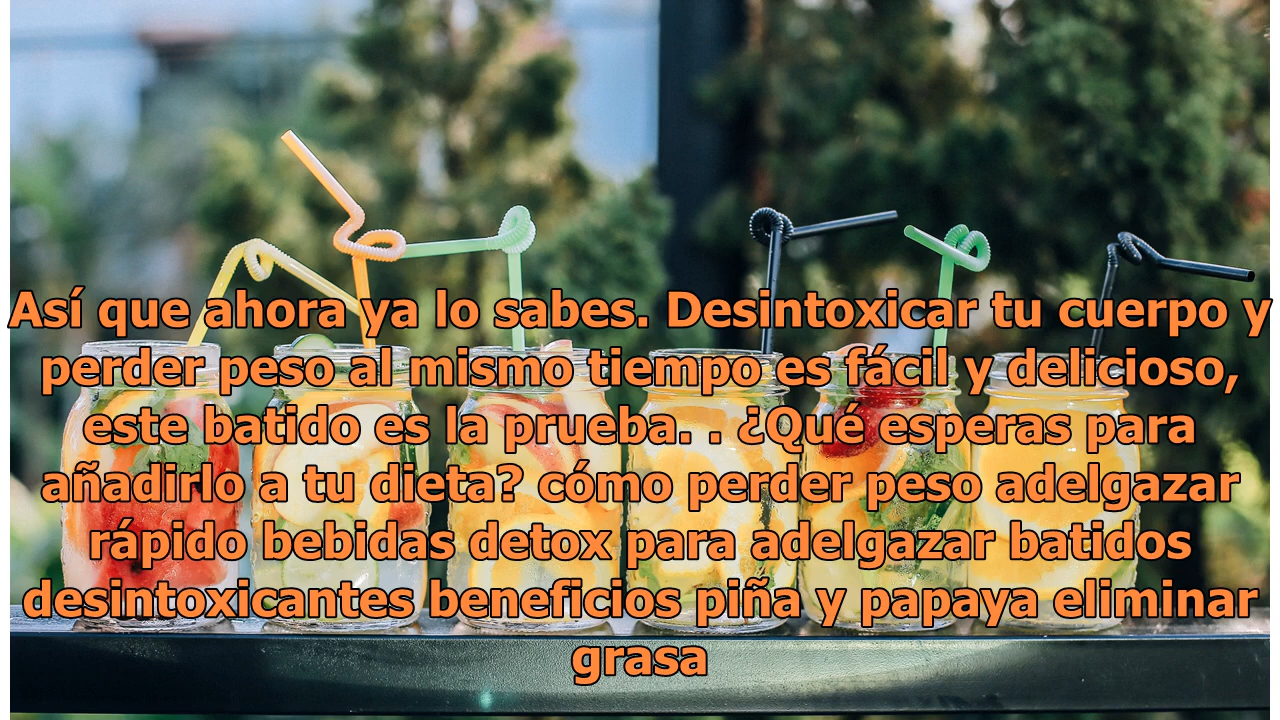 Así que ahora ya lo sabes. Desintoxicar tu cuerpo y
perder peso al mismo tiempo es fácil y delicioso,
este batido es la prueba. . ¿Qué esperas para
añadirlo a tu dieta? cómo perder peso adelgazar
rápido bebidas detox para adelgazar batidos
desintoxicantes beneficios piña y papaya eliminar
grasa